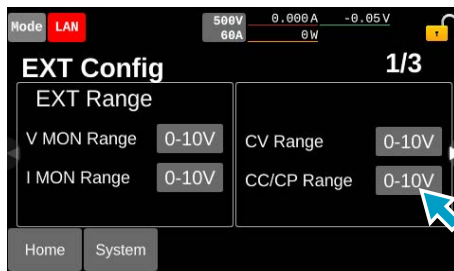 Mode LAN 500V 0.000A -0.05V
60A 0W
EXT Config 1/3
EXT Range
V MON Range 0-10V CV Range 0-10V
I MON Range 0-10V CC/CP Range 0-10V
Home System